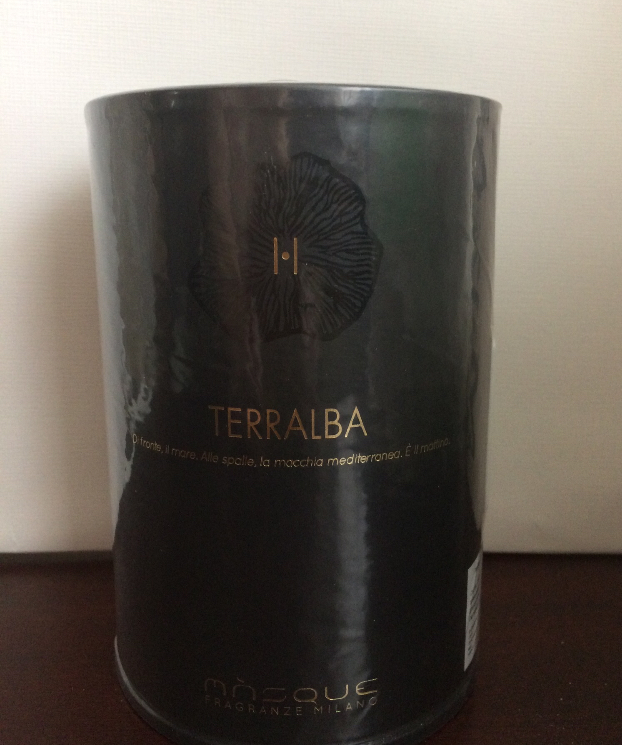 H
TERRALBA
Di fronte, il mare. Alle spalle, la macchia mediterranea. È il mattino.
MÀSQUE
FRAGRANZE MILANO